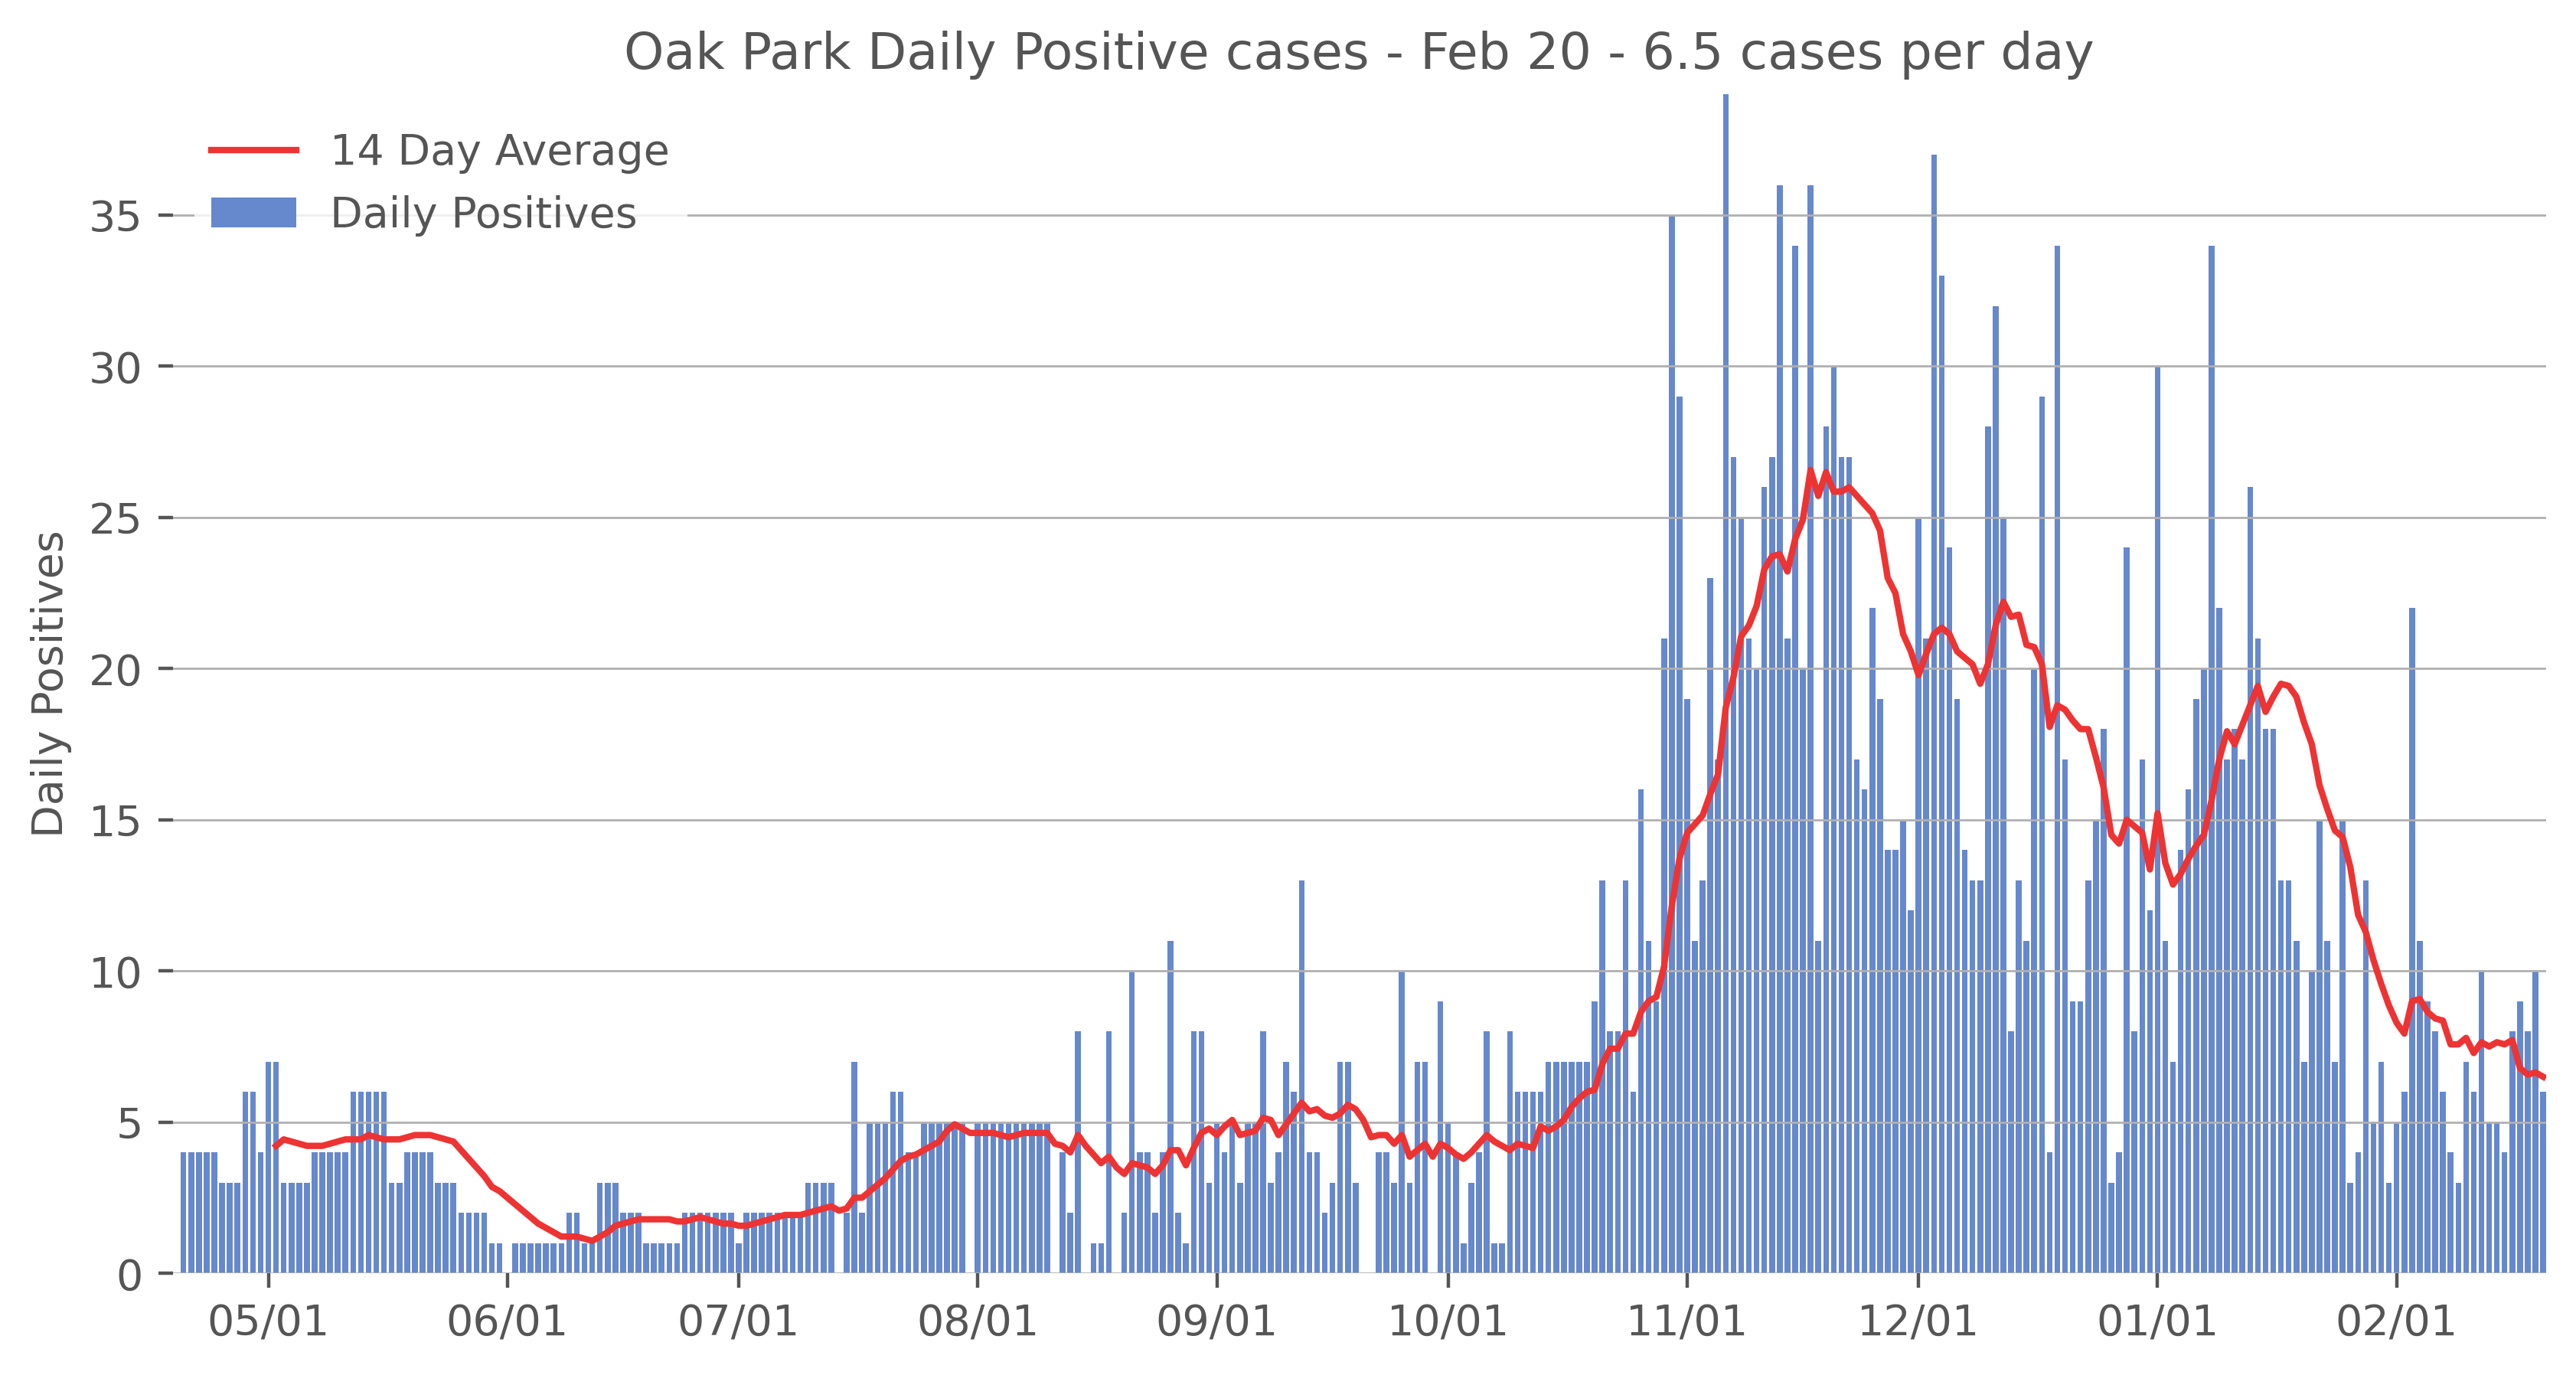 Oak Park Daily Positive cases - Feb 20 - 6.5 cases per day
14 Day Average
Daily Positives
Daily Positives
35
30
25
20
15
10
5
0
05/01 06/01 07/01 08/01 09/01 10/01 11/01 12/01 01/01 02/01